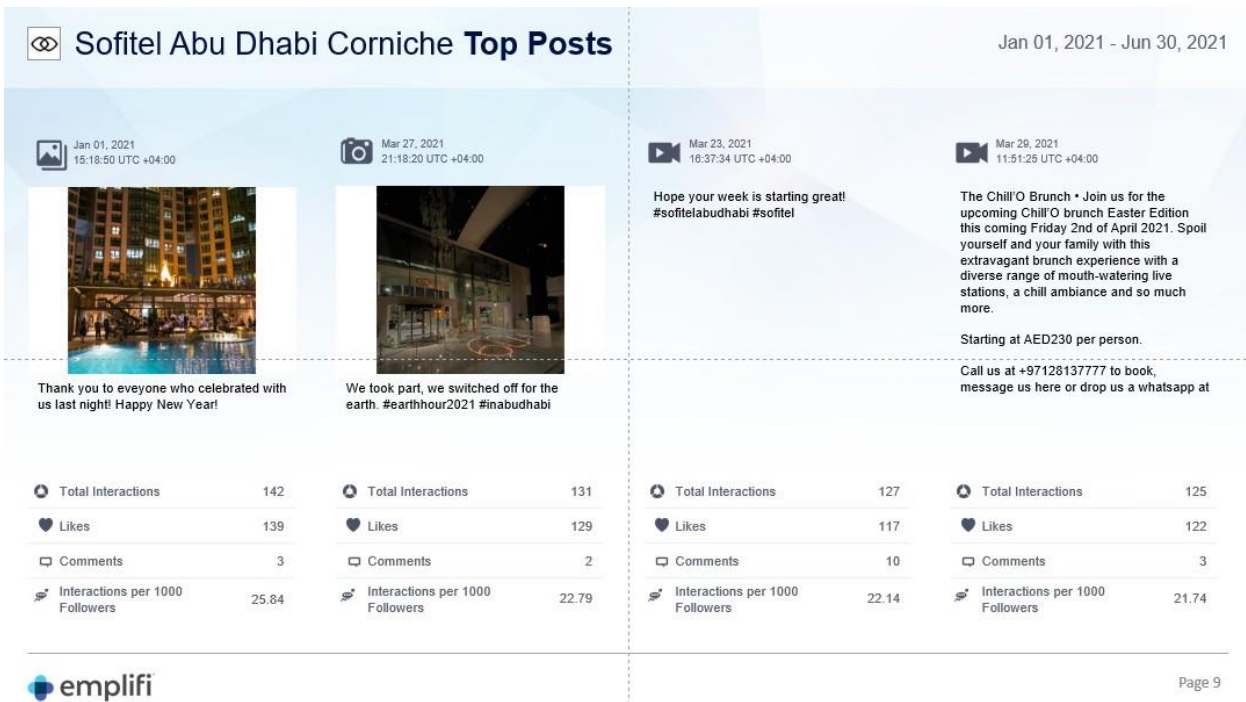 Sofitel Abu Dhabi Corniche Top Posts
Jan 01, 2021 - Jun 30, 2021
Jan 01, 2021
15:18:50 UTC +04:00
Thank you to eveyone who celebrated with
us last night! Happy New Year!
Total Interactions 142
Likes 139
Comments 3
Interactions per 1000
Followers
25.84
Mar 27, 2021
21:18:20 UTC +04:00
We took part, we switched off for the
earth. #earthhour2021 #inabudhabi
Total Interactions 131
Likes 129
Comments 2
Interactions per 1000
Followers
22.79
Mar 23, 2021
16:37:34 UTC +04:00
Hope your week is starting great!
#sofitelabudhabi #sofitel
Total Interactions 127
Likes 117
Comments 10
Interactions per 1000
Followers
22.14
Mar 29, 2021
11:51:25 UTC +04:00
The Chill'O Brunch • Join us for the
upcoming Chill'O brunch Easter Edition
this coming Friday 2nd of April 2021. Spoil
yourself and your family with this
extravagant brunch experience with a
diverse range of mouth-watering live
stations, a chill ambiance and so much
more.
Starting at AED230 per person.
Call us at +97128137777 to book,
message us here or drop us a whatsapp at
Total Interactions 125
Likes 122
Comments 3
Interactions per 1000
Followers
21.74
emplifi
Page 9